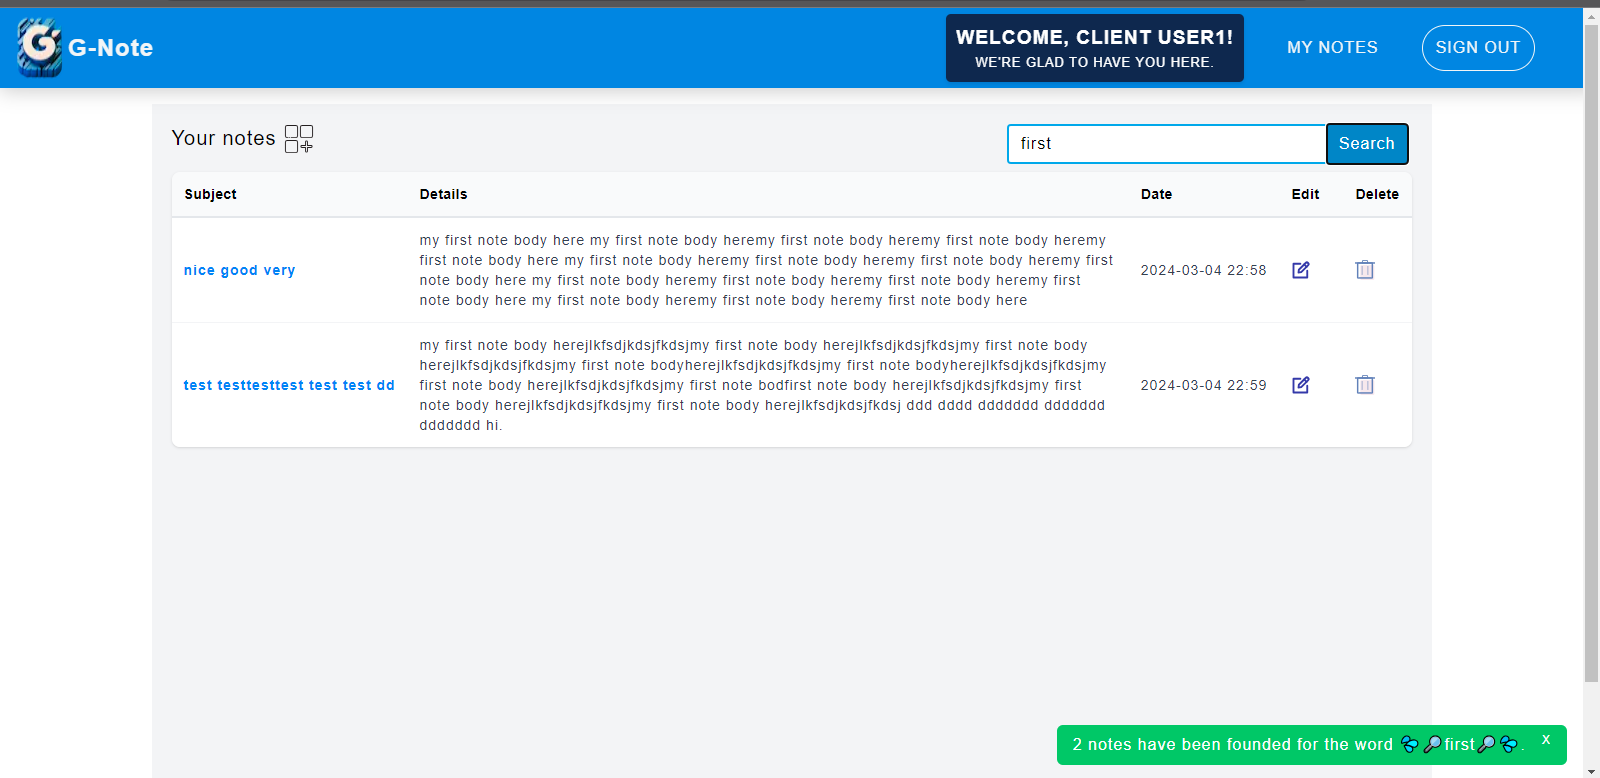 G-Note
WELCOME, CLIENT USER1!
WE'RE GLAD TO HAVE YOU HERE.
MY NOTES
SIGN OUT
Your notes
first
Search
Subject Details Date Edit Delete
nice good very
my first note body here my first note body heremy first note body heremy first note body heremy
first note body here my first note body heremy first note body heremy first note body heremy first
note body here my first note body heremy first note body heremy first note body heremy first
note body here my first note body heremy first note body heremy first note body here
2024-03-04 22:58
test testtesttest test test dd
my first note body herejlkfsdjkdsjfkdsjmy first note body herejlkfsdjkdsjfkdsjmy first note body
herejlkfsdjkdsjfkdsjmy first note bodyherejlkfsdjkdsjfkdsjmy first note bodyherejlkfsdjkdsjfkdsjmy
first note body herejlkfsdjkdsjfkdsjmy first note bodfirst note body herejlkfsdjkdsjfkdsjmy first
note body herejlkfsdjkdsjfkdsjmy first note body herejlkfsdjkdsjfkdsj ddd dddd ddddddd ddddddd
ddddddd hi.
2024-03-04 22:59
2 notes have been founded for the word first .
X